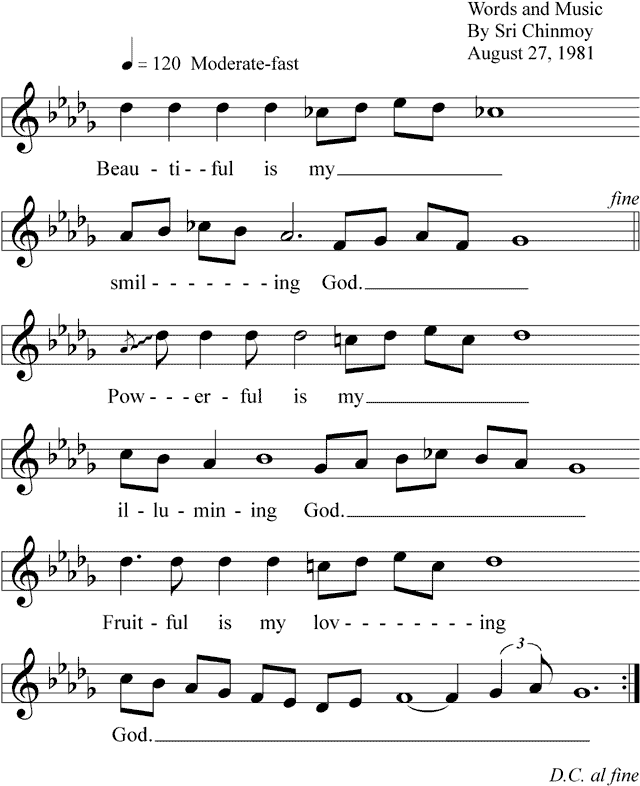 Words and Music
By Sri Chinmoy
August 27, 1981
♩ = 120 Moderate-fast
Beau - ti - - ful is my
fine
smil - - - - - - - - ing God.
Pow - - - er - ful is my
il - lu - min - ing God.
Fruit - ful is my lov - - - - - - - - ing
3
God.
D.C. al fine